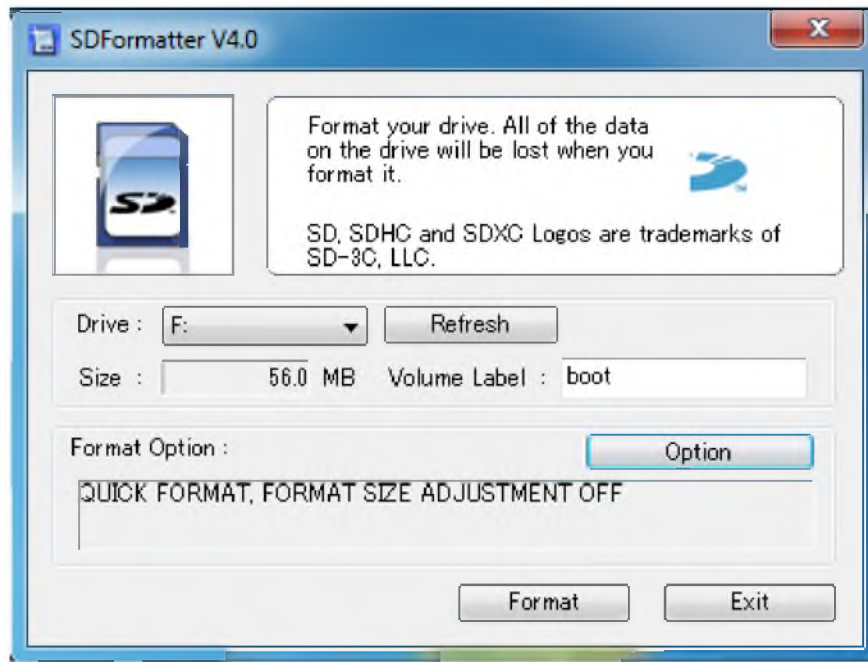 SDFormatter V4.0
Format your drive. All of the data
on the drive will be lost when you
format it.
SD, SDHC and SDXC Logos are trademarks of
SD-3C, LLC.
Drive : F: Refresh
Size : 56.0 MB Volume Label : boot
Format Option :
Option
QUICK FORMAT, FORMAT SIZE ADJUSTMENT OFF
Format Exit